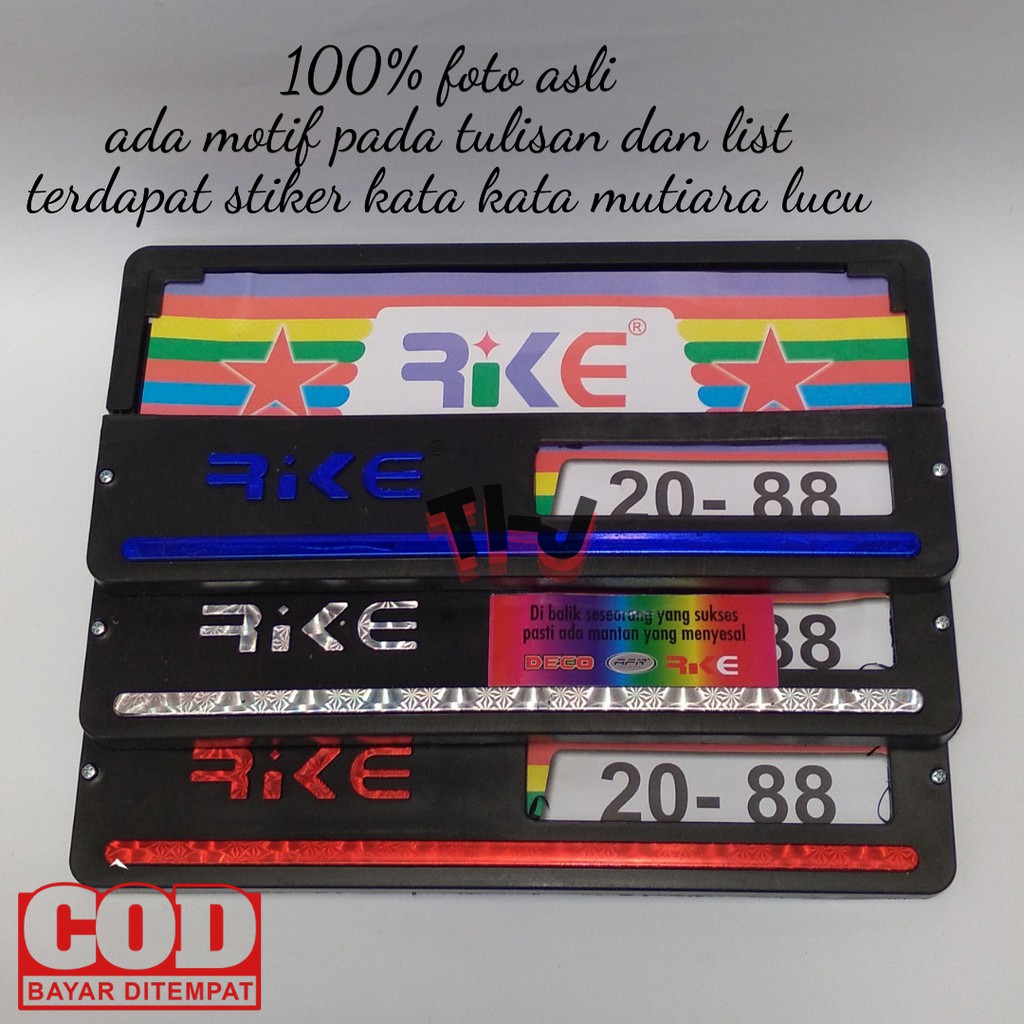 100% foto asli
ada motif pada tulisan dan list
terdapat stiker kata kata mutiara lucu
RiKE®
RiKE®
20- 88
THJ
RiKE
Di balik seseorang yang sukses
pasti ada mantan yang menyesal
DECO RFR RiKE
88
RiKE
20- 88
COD
BAYAR DITEMPAT